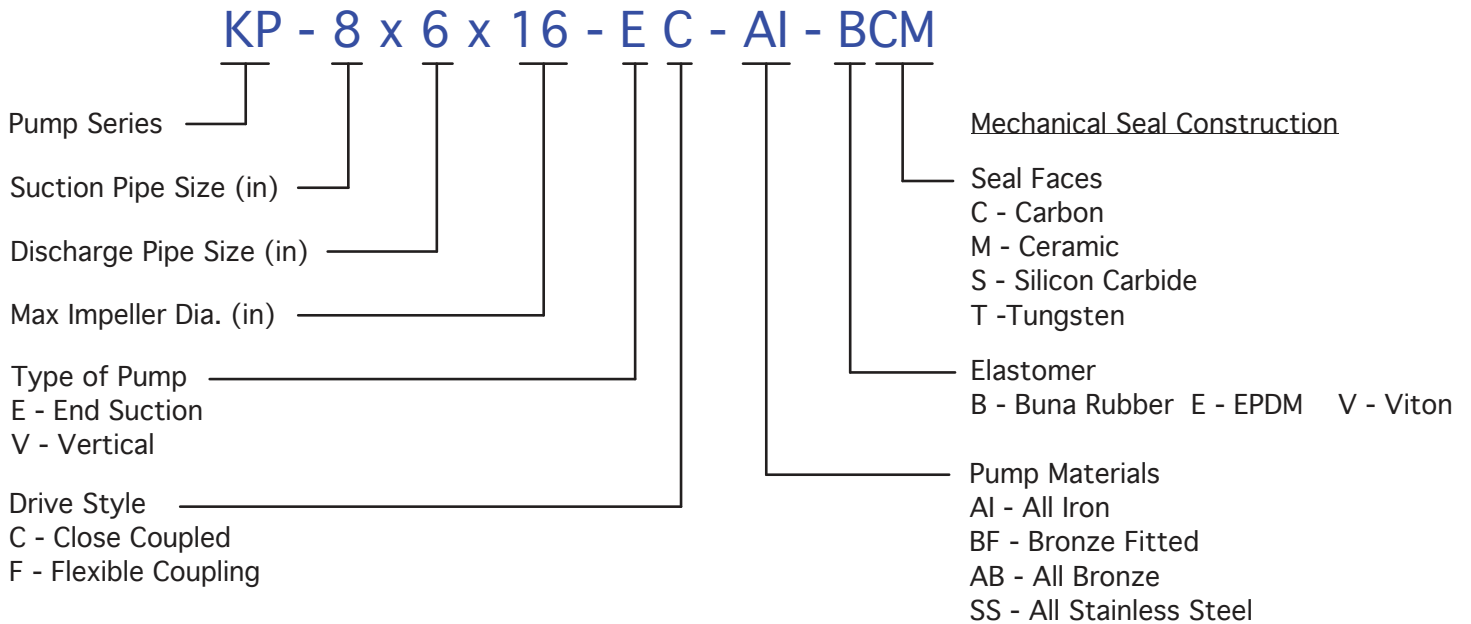 KP - 8 x 6 x 16 - E C - AI - BCM
Pump Series
Suction Pipe Size (in)
Discharge Pipe Size (in)
Max Impeller Dia. (in)
Type of Pump
E - End Suction
V - Vertical
Drive Style
C - Close Coupled
F - Flexible Coupling
Mechanical Seal Construction
Seal Faces
C - Carbon
M - Ceramic
S - Silicon Carbide
T -Tungsten
Elastomer
B - Buna Rubber E - EPDM V - Viton
Pump Materials
AI - All Iron
BF - Bronze Fitted
AB - All Bronze
SS - All Stainless Steel